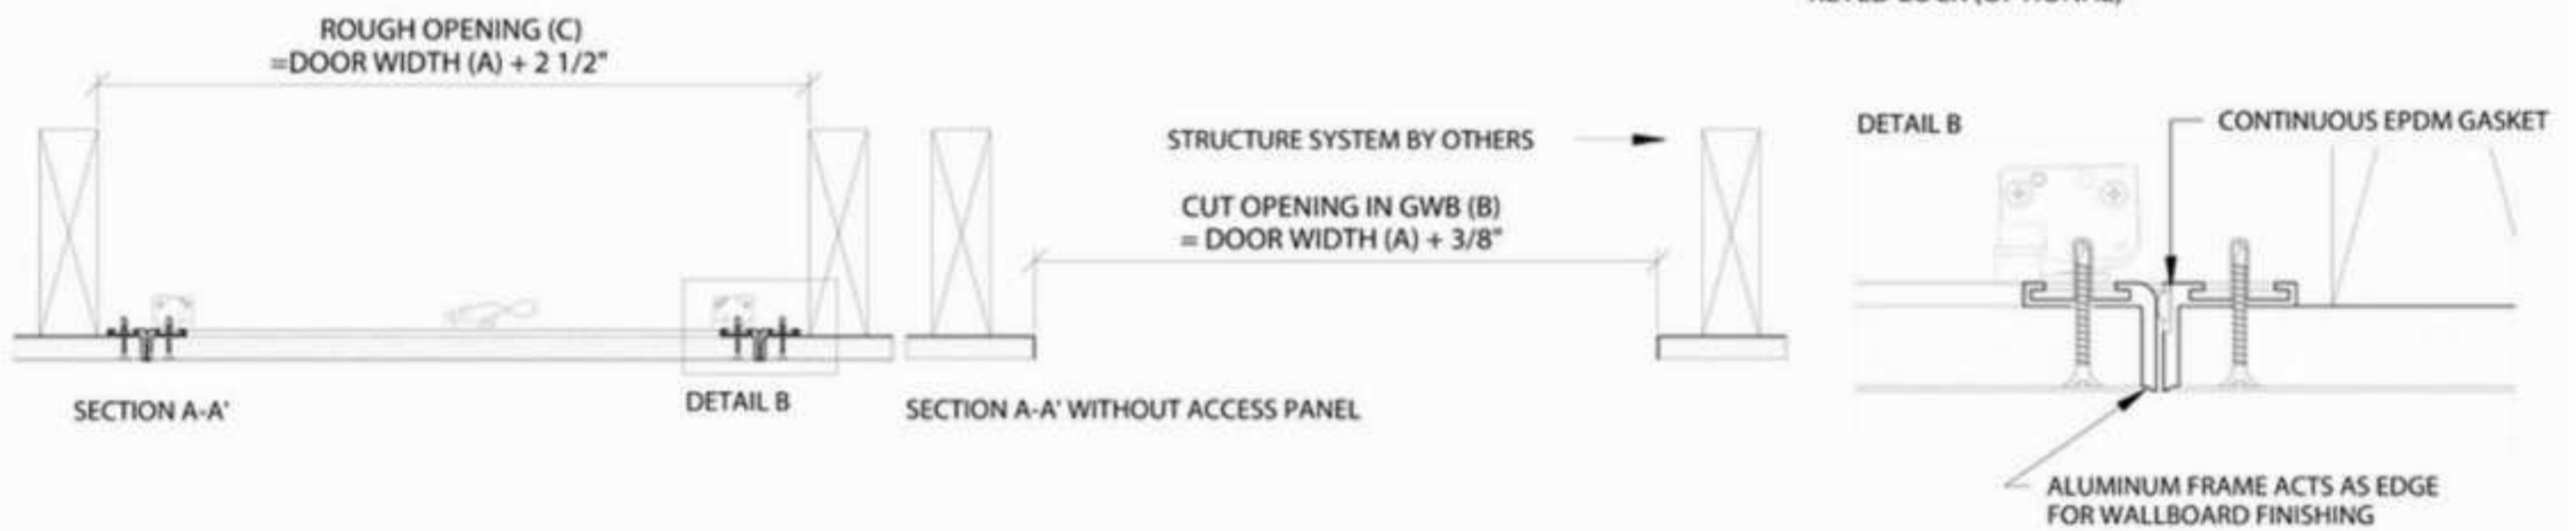 ROUGH OPENING (C)
=DOOR WIDTH (A) + 2 1/2"
STRUCTURE SYSTEM BY OTHERS
CUT OPENING IN GWB (B)
= DOOR WIDTH (A) + 3/8"
DETAIL B
CONTINUOUS EPDM GASKET
SECTION A-A'
DETAIL B
SECTION A-A' WITHOUT ACCESS PANEL
ALUMINUM FRAME ACTS AS EDGE
FOR WALLBOARD FINISHING